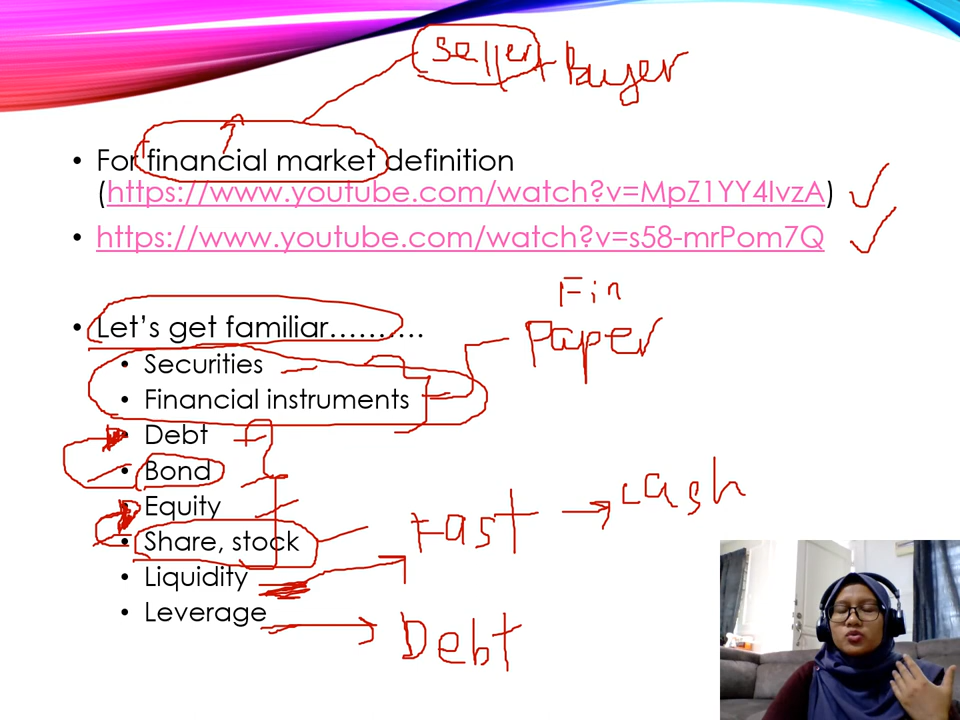 seller + Buyer
• For financial market definition
(https://www.youtube.com/watch?v=MpZ1YY4IvzA)
• https://www.youtube.com/watch?v=s58-mrPom7Q
Fin
Paper
• Let’s get familiar……….
• Securities
• Financial instruments
• Debt
• Bond
• Equity
• Share, stock
Fast → cash
• Liquidity
• Leverage
Debt